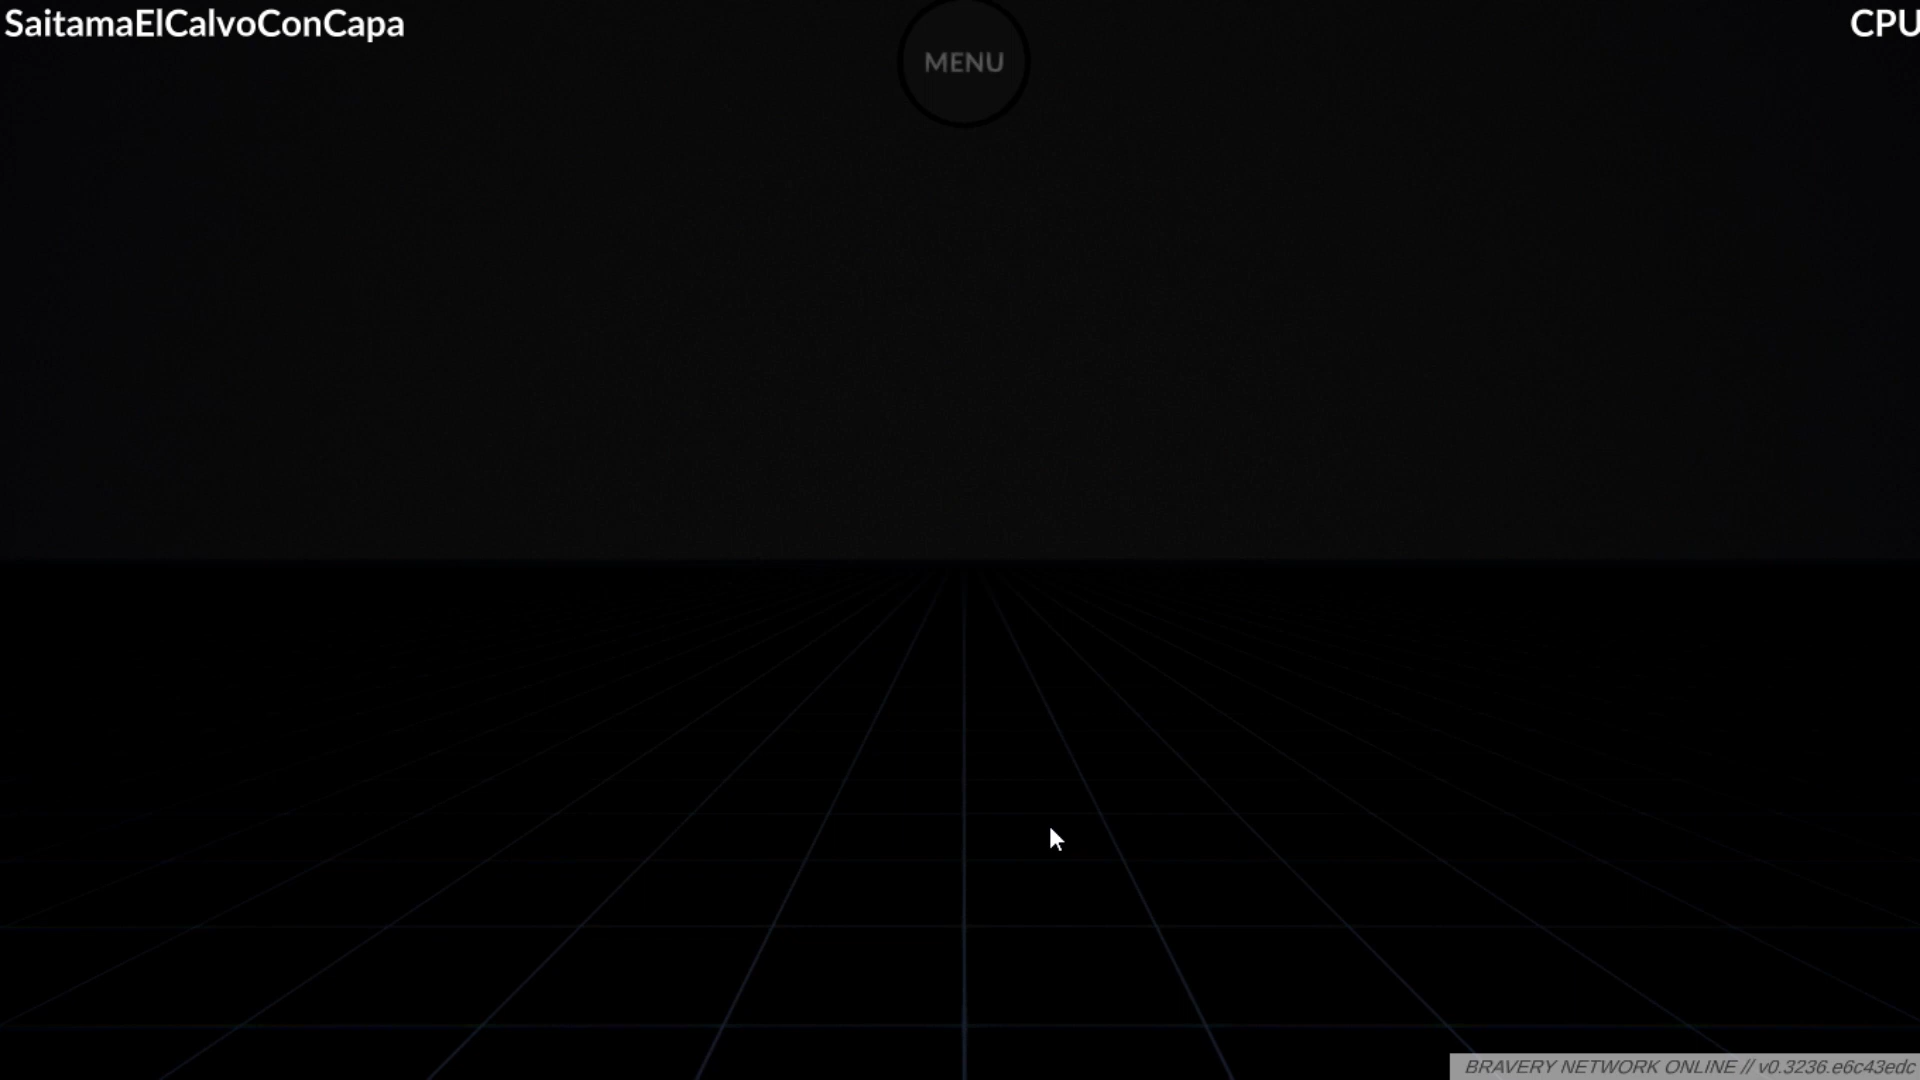 SaitamaElCalvoConCapa
CPU
MENU
BRAVERY NETWORK ONLINE // v0.3236.e6c43edc